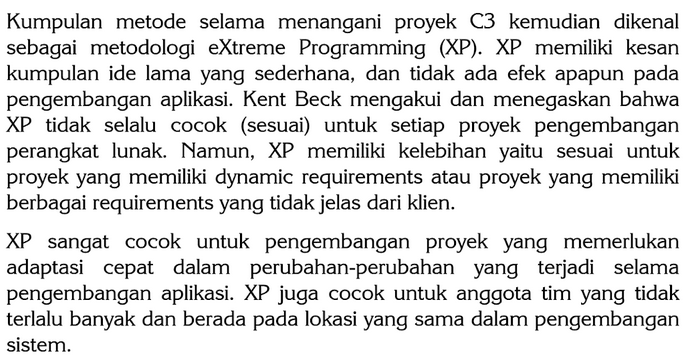 Kumpulan metode selama menangani proyek C3 kemudian dikenal
sebagai metodologi eXtreme Programming (XP). XP memiliki kesan
kumpulan ide lama yang sederhana, dan tidak ada efek apapun pada
pengembangan aplikasi. Kent Beck mengakui dan menegaskan bahwa
XP tidak selalu cocok (sesuai) untuk setiap proyek pengembangan
perangkat lunak. Namun, XP memiliki kelebihan yaitu sesuai untuk
proyek yang memiliki dynamic requirements atau proyek yang memiliki
berbagai requirements yang tidak jelas dari klien.
XP sangat cocok untuk pengembangan proyek yang memerlukan
adaptasi cepat dalam perubahan-perubahan yang terjadi selama
pengembangan aplikasi. XP juga cocok untuk anggota tim yang tidak
terlalu banyak dan berada pada lokasi yang sama dalam pengembangan
sistem.